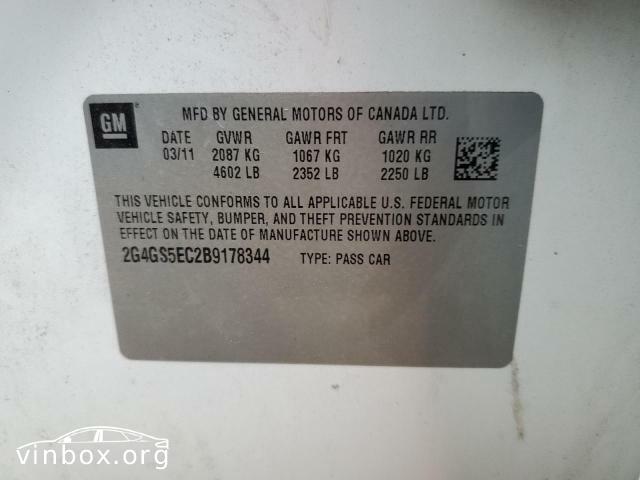 GM ®
MFD BY GENERAL MOTORS OF CANADA LTD.
DATE GVWR GAWR FRT GAWR RR
03/11 2087 KG 1067 KG 1020 KG
4602 LB 2352 LB 2250 LB
THIS VEHICLE CONFORMS TO ALL APPLICABLE U.S. FEDERAL MOTOR
VEHICLE SAFETY, BUMPER, AND THEFT PREVENTION STANDARDS IN
EFFECT ON THE DATE OF MANUFACTURE SHOWN ABOVE.
2G4GS5EC2B9178344 TYPE: PASS CAR
vinbox.org